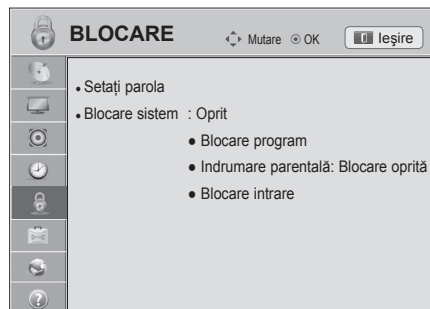 BLOCARE Mutare OK Ieşire
• Setaţi parola
• Blocare sistem : Oprit
● Blocare program
● Indrumare parentală: Blocare oprită
● Blocare intrare
?